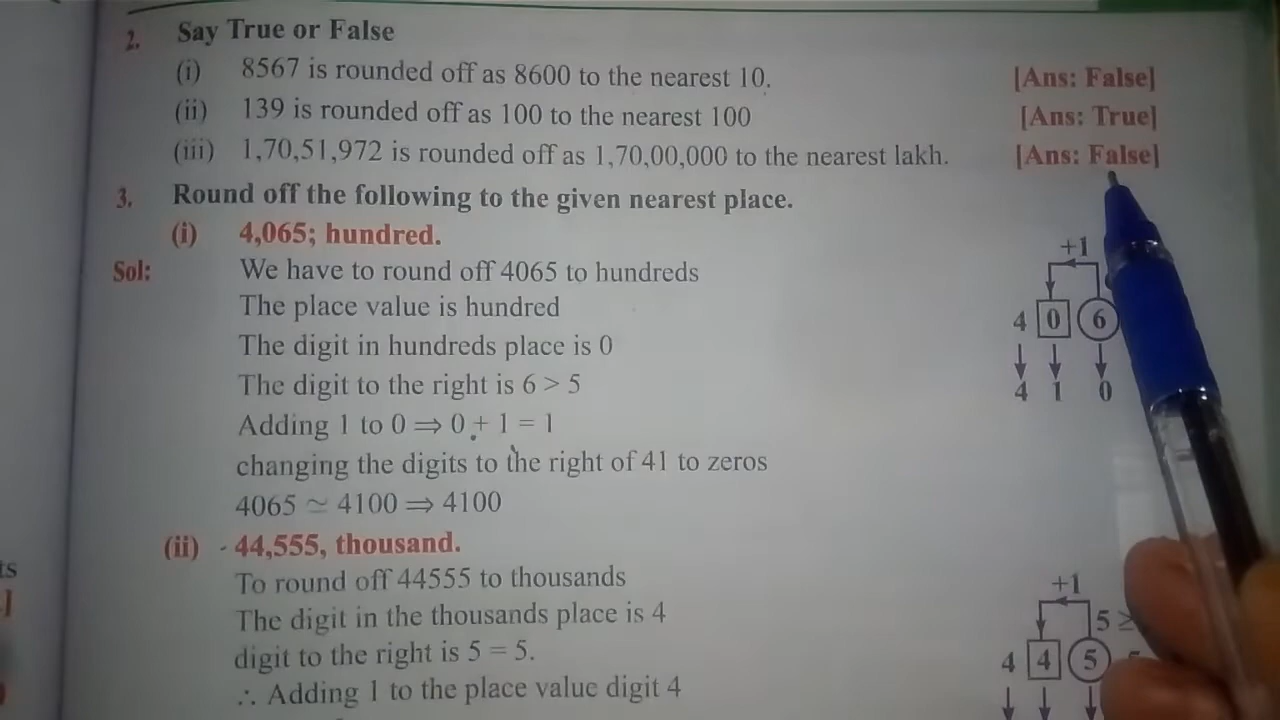 2. Say True or False
(i) 8567 is rounded off as 8600 to the nearest 10. [Ans: False]
(ii) 139 is rounded off as 100 to the nearest 100 [Ans: True]
(iii) 1,70,51,972 is rounded off as 1,70,00,000 to the nearest lakh. [Ans: False]
3. Round off the following to the given nearest place.
(i) 4,065; hundred.
Sol: We have to round off 4065 to hundreds
The place value is hundred
The digit in hundreds place is 0
The digit to the right is 6 > 5
Adding 1 to 0 ⇒ 0 + 1 = 1
changing the digits to the right of 41 to zeros
4065 ≃ 4100 ⇒ 4100
+1
4 0 6
4 1 0
(ii) 44,555, thousand.
To round off 44555 to thousands
The digit in the thousands place is 4
digit to the right is 5 = 5.
∴ Adding 1 to the place value digit 4
+1
5 ≥
4 4 5